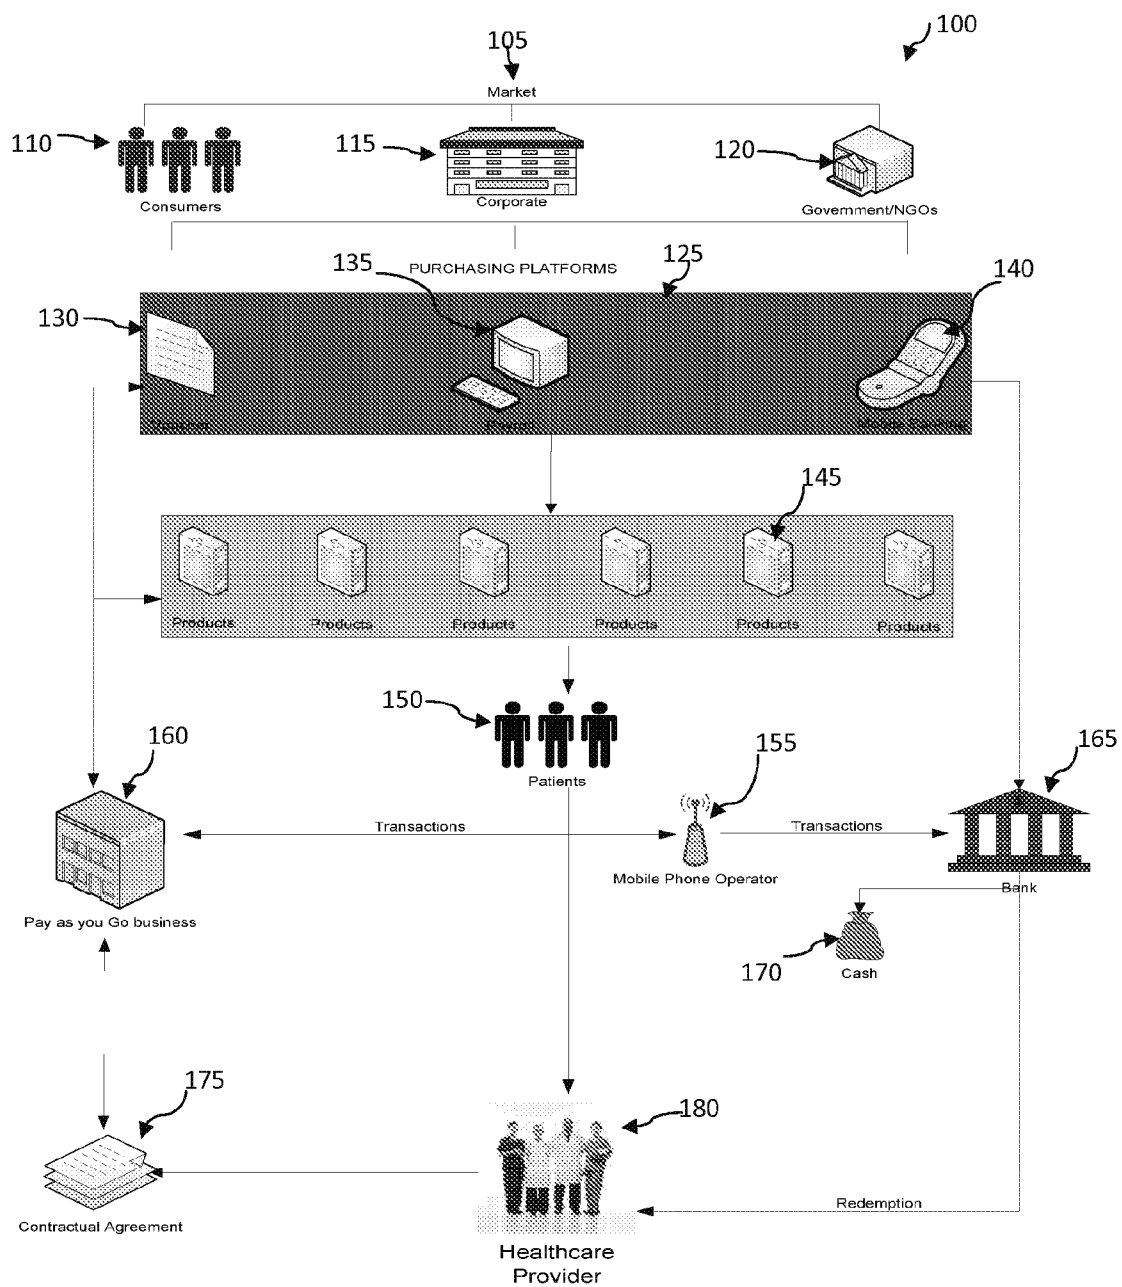 105
100
Market
110
115
120
Consumers
Corporate
Government/NGOs
PURCHASING PLATFORMS
135
125
140
130
145
Products
Products
Products
Products
Products
Products
150
Patients
160
155
165
Transactions
Transactions
Mobile Phone Operator
Bank
Pay as you Go business
170
Cash
175
180
Contractual Agreement
Redemption
Healthcare
Provider